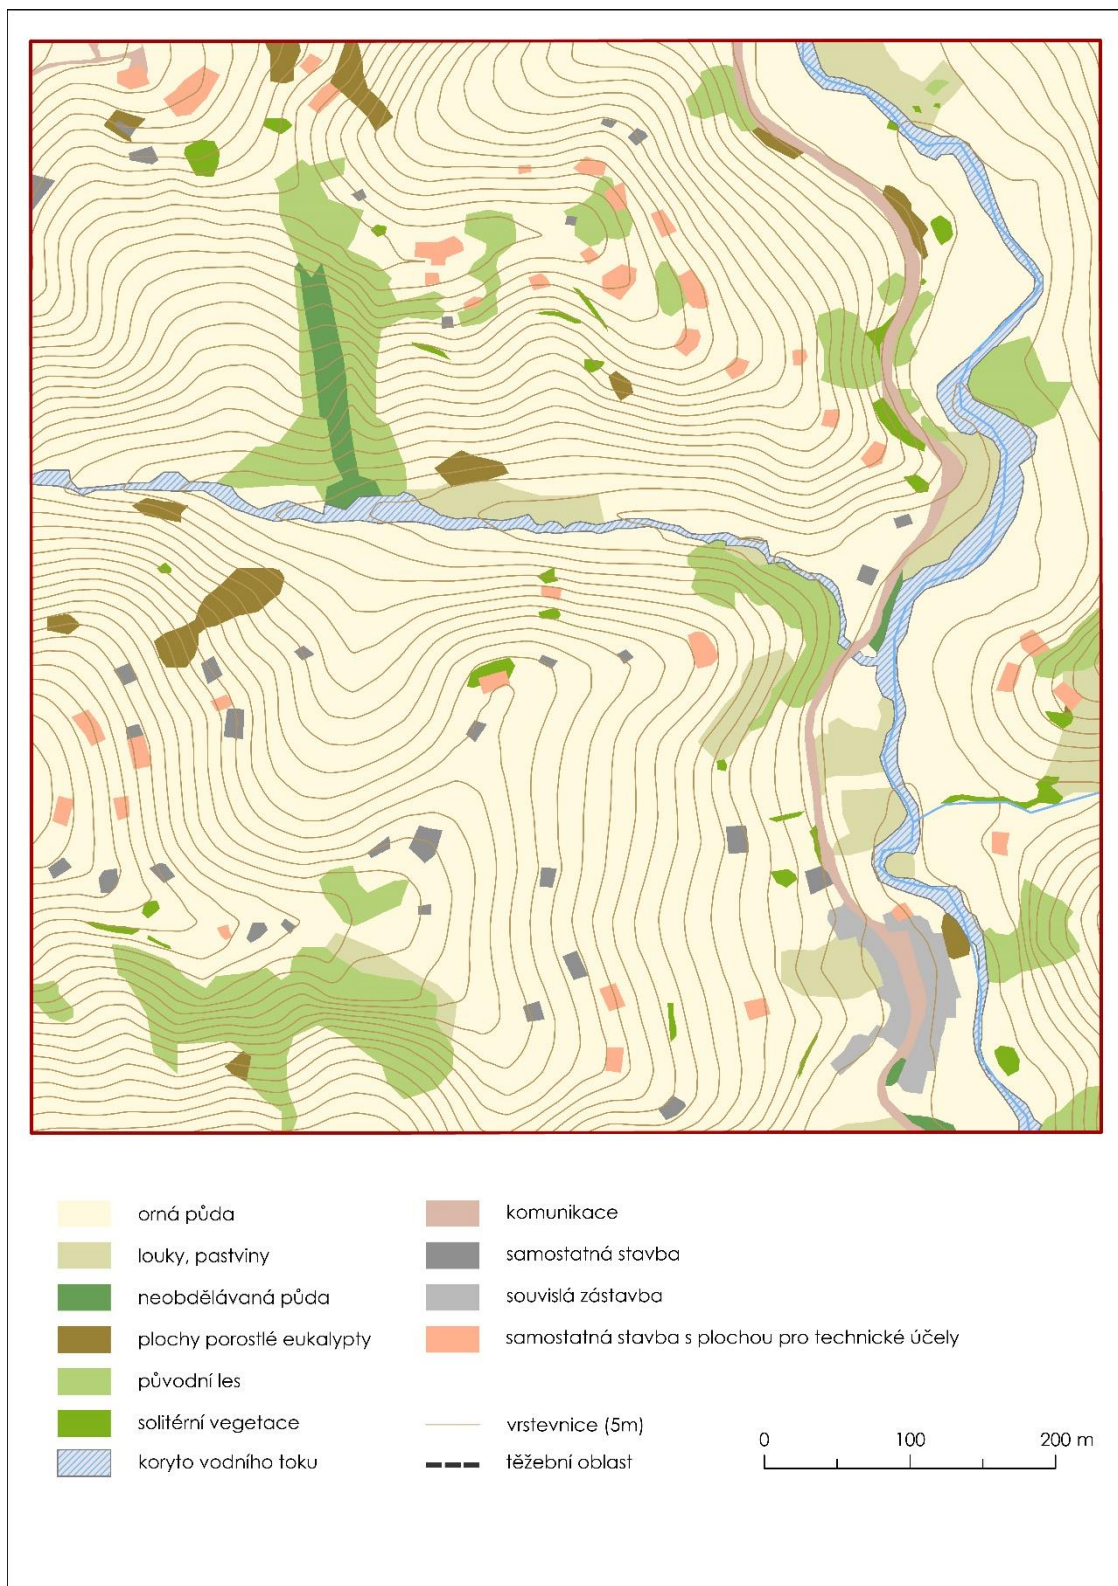 orná půda
louky, pastviny
neobdělávaná půda
plochy porostlé eukalypty
původní les
solitérní vegetace
koryto vodního toku
komunikace
samostatná stavba
souvislá zástavba
samostatná stavba s plochou pro technické účely
vrstevnice (5m)
těžební oblast
0 100 200 m